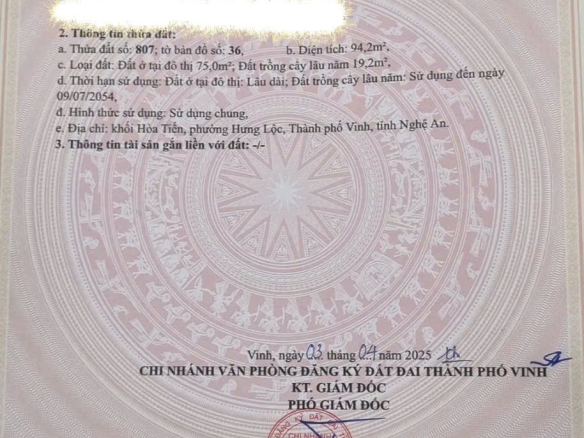 2. Thông tin thửa đất:
a. Thửa đất số: 807; tờ bản đồ số: 36, b. Diện tích: 94,2m²,
c. Loại đất: Đất ở tại đô thị 75,0m²; Đất trồng cây lâu năm 19,2m²,
d. Thời hạn sử dụng: Đất ở tại đô thị: Lâu dài; Đất trồng cây lâu năm: Sử dụng đến ngày
09/07/2054,
đ. Hình thức sử dụng: Sử dụng chung,
e. Địa chỉ: khối Hòa Tiến, phường Hưng Lộc, Thành phố Vinh, tỉnh Nghệ An.
3. Thông tin tài sản gắn liền với đất: -/-
Vinh, ngày 03 tháng 04 năm 2025
CHI NHÁNH VĂN PHÒNG ĐĂNG KÝ ĐẤT ĐAI THÀNH PHỐ VINH
KT. GIÁM ĐỐC
PHÓ GIÁM ĐỐC
ĐĂNG KÝ ĐẤT
CHI NHÁNH